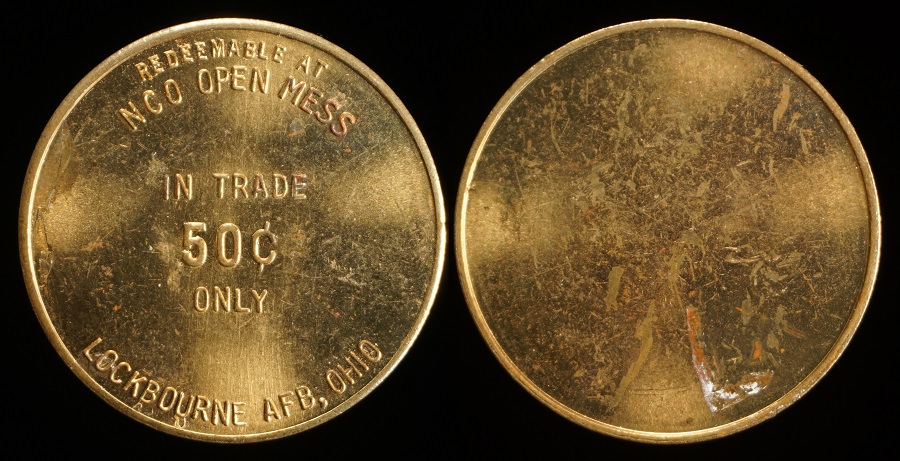 REDEEMABLE AT
NCO OPEN MESS
IN TRADE
50¢
ONLY
LOCKBOURNE AFB, OHIO